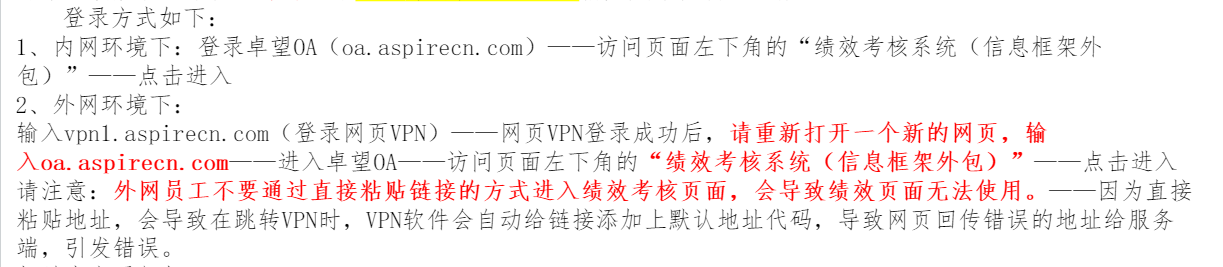 登录方式如下：
1、内网环境下：登录卓望OA（oa.aspirecn.com）——访问页面左下角的“绩效考核系统（信息框架外
包）”——点击进入
2、外网环境下：
输入vpn1.aspirecn.com（登录网页VPN）——网页VPN登录成功后，请重新打开一个新的网页，输
入oa.aspirecn.com——进入卓望OA——访问页面左下角的“绩效考核系统（信息框架外包）”——点击进入
请注意：外网员工不要通过直接粘贴链接的方式进入绩效考核页面，会导致绩效页面无法使用。——因为直接
粘贴地址，会导致在跳转VPN时，VPN软件会自动给链接添加上默认地址代码，导致网页回传错误的地址给服务
端，引发错误。